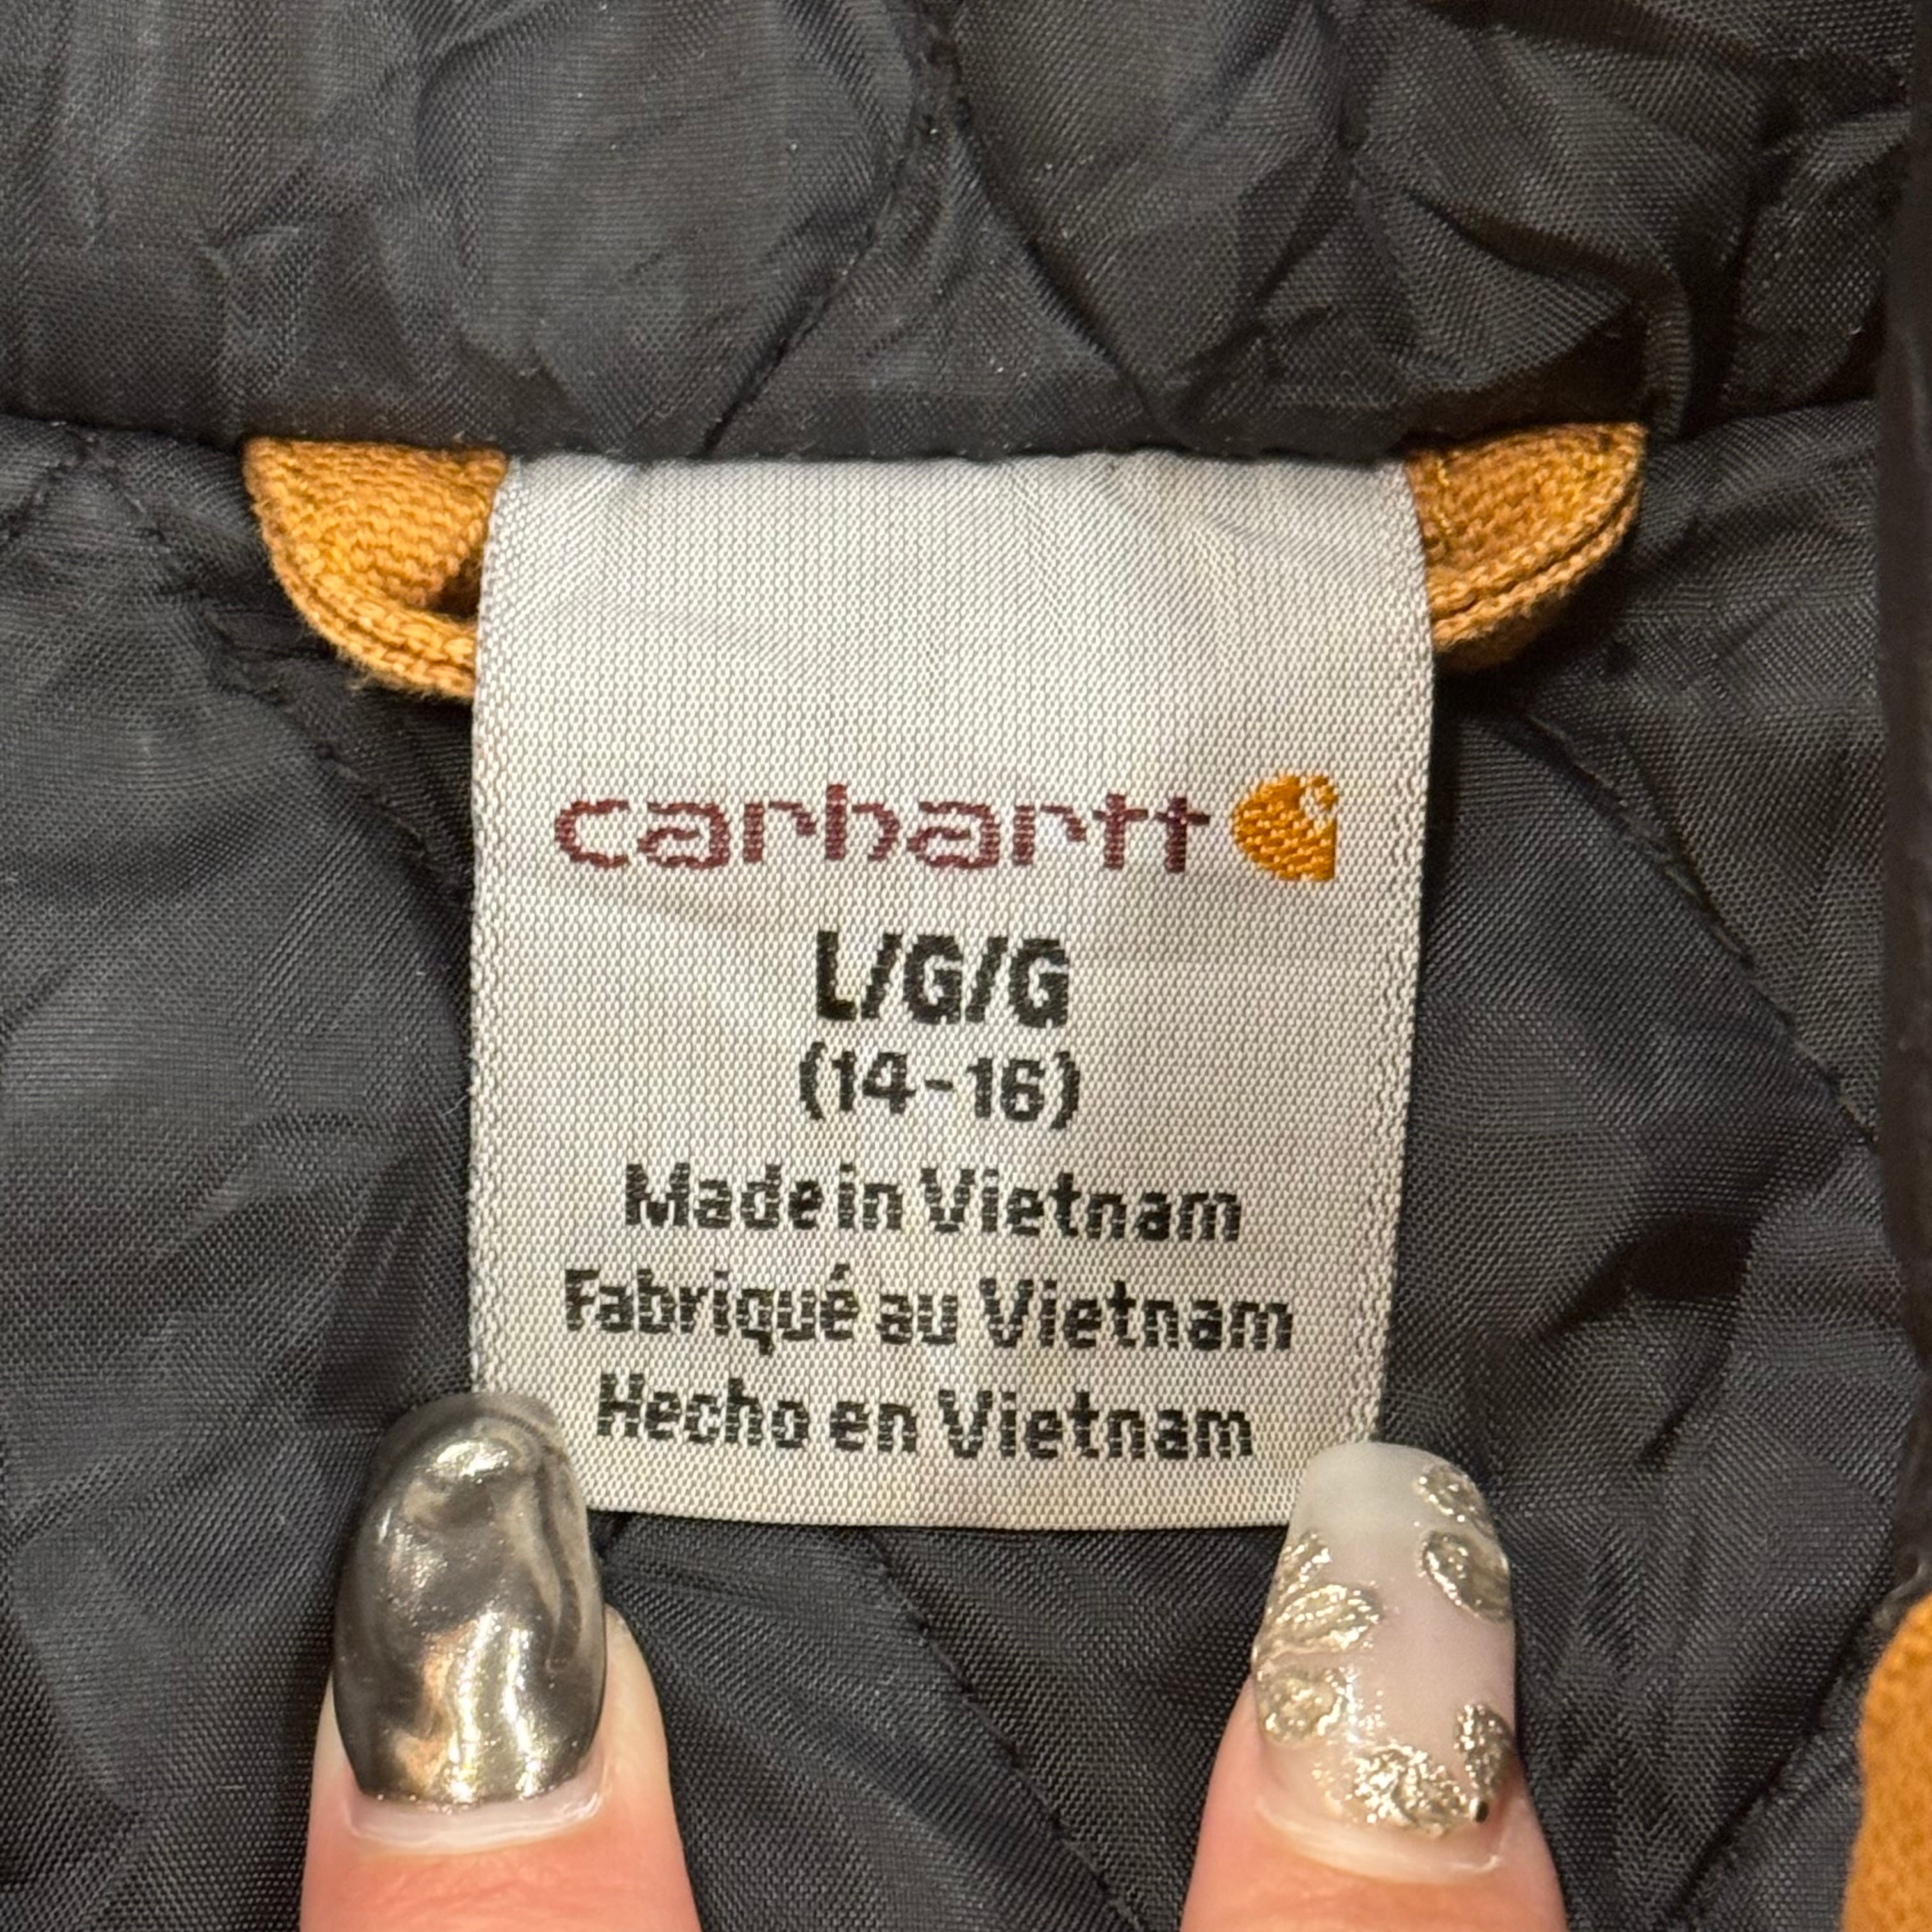 carhartt
L/G/G
(14-16)
Made in Vietnam
Fabriqué au Vietnam
Hecho en Vietnam